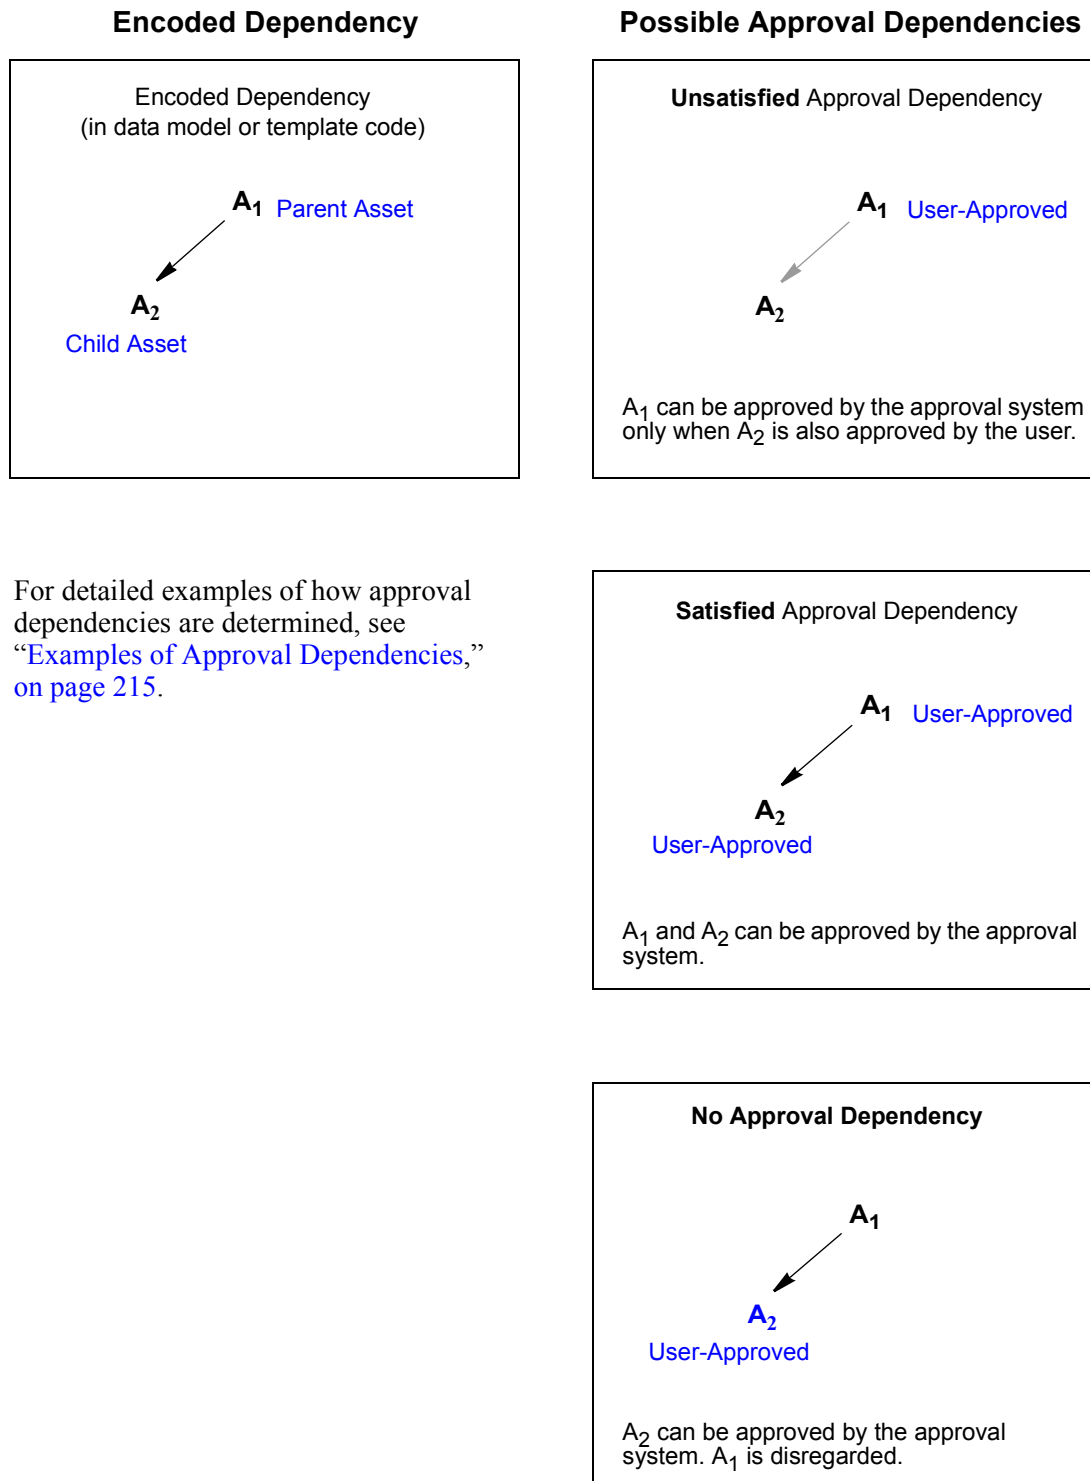 Encoded Dependency
Encoded Dependency
(in data model or template code)
A1 Parent Asset
A2
Child Asset
For detailed examples of how approval
dependencies are determined, see
“Examples of Approval Dependencies,”
on page 215.
Possible Approval Dependencies
Unsatisfied Approval Dependency
A1 User-Approved
A2
A1 can be approved by the approval system
only when A2 is also approved by the user.
Satisfied Approval Dependency
A1 User-Approved
A2
User-Approved
A1 and A2 can be approved by the approval
system.
No Approval Dependency
A1
A2
User-Approved
A2 can be approved by the approval
system. A1 is disregarded.